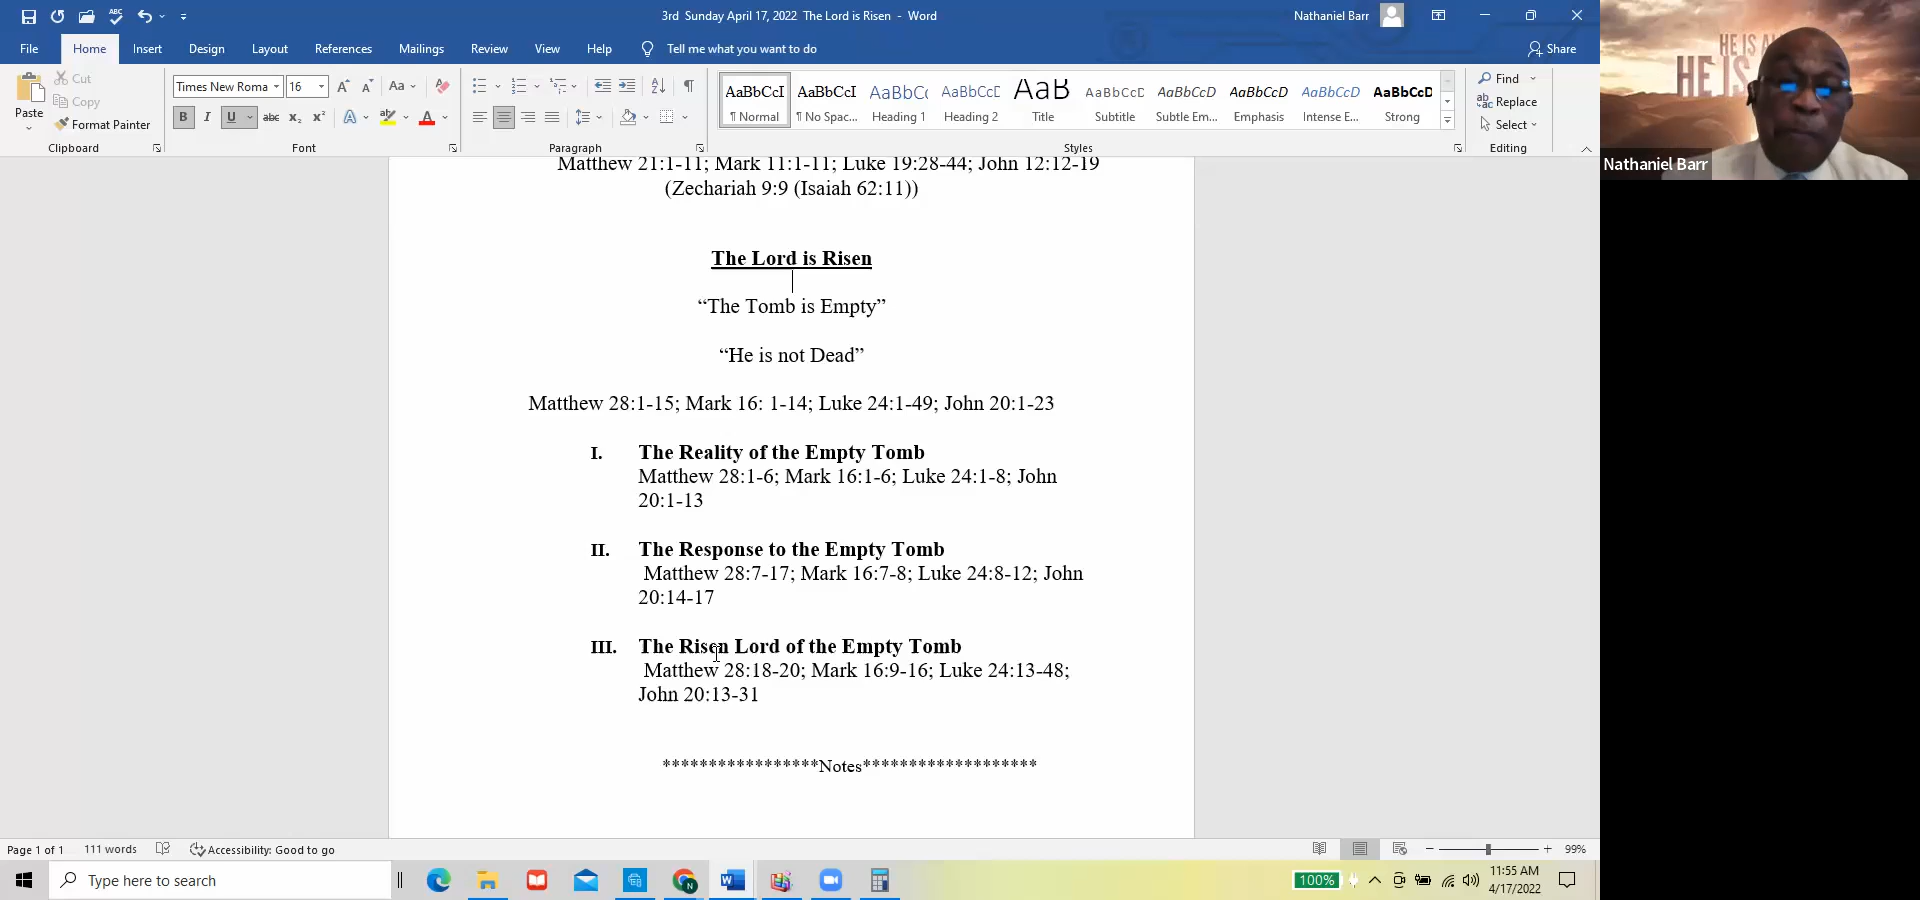 3rd Sunday April 17, 2022 The Lord is Risen - Word
Nathaniel Barr
File Home Insert Design Layout References Mailings Review View Help Tell me what you want to do
Share
Paste
Cut
Copy
Format Painter
Clipboard
Times New Roma 16
Font
Paragraph
AaBbCcI AaBbCcI AaBbCc AaBbCcD AaB AaBbCcD AaBbCcD AaBbCcD AaBbCcD AaBbCcD
¶ Normal ¶ No Spac... Heading 1 Heading 2 Title Subtitle Subtle Em... Emphasis Intense E... Strong
Styles
Find
Replace
Select
Editing
HE IS
Nathaniel Barr
Matthew 21:1-11; Mark 11:1-11; Luke 19:28-44; John 12:12-19
(Zechariah 9:9 (Isaiah 62:11))
The Lord is Risen
“The Tomb is Empty”
“He is not Dead”
Matthew 28:1-15; Mark 16: 1-14; Luke 24:1-49; John 20:1-23
I. The Reality of the Empty Tomb
Matthew 28:1-6; Mark 16:1-6; Luke 24:1-8; John
20:1-13
II. The Response to the Empty Tomb
Matthew 28:7-17; Mark 16:7-8; Luke 24:8-12; John
20:14-17
III. The Risen Lord of the Empty Tomb
Matthew 28:18-20; Mark 16:9-16; Luke 24:13-48;
John 20:13-31
*****************Notes*******************
Page 1 of 1 111 words Accessibility: Good to go
99%
Type here to search
100%
11:55 AM
4/17/2022